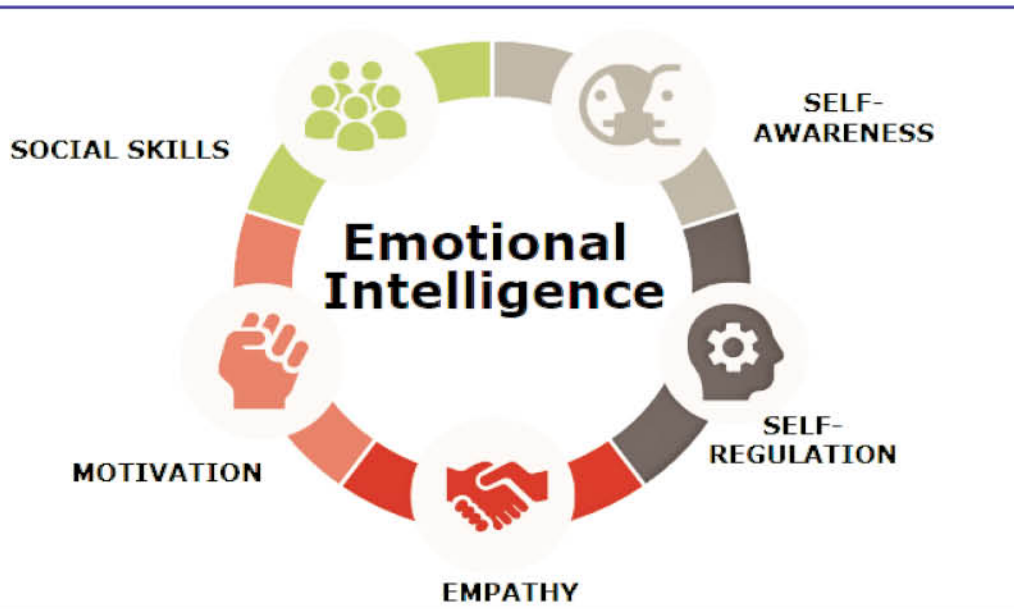 Emotional
Intelligence
SELF-
AWARENESS
SELF-
REGULATION
EMPATHY
MOTIVATION
SOCIAL SKILLS